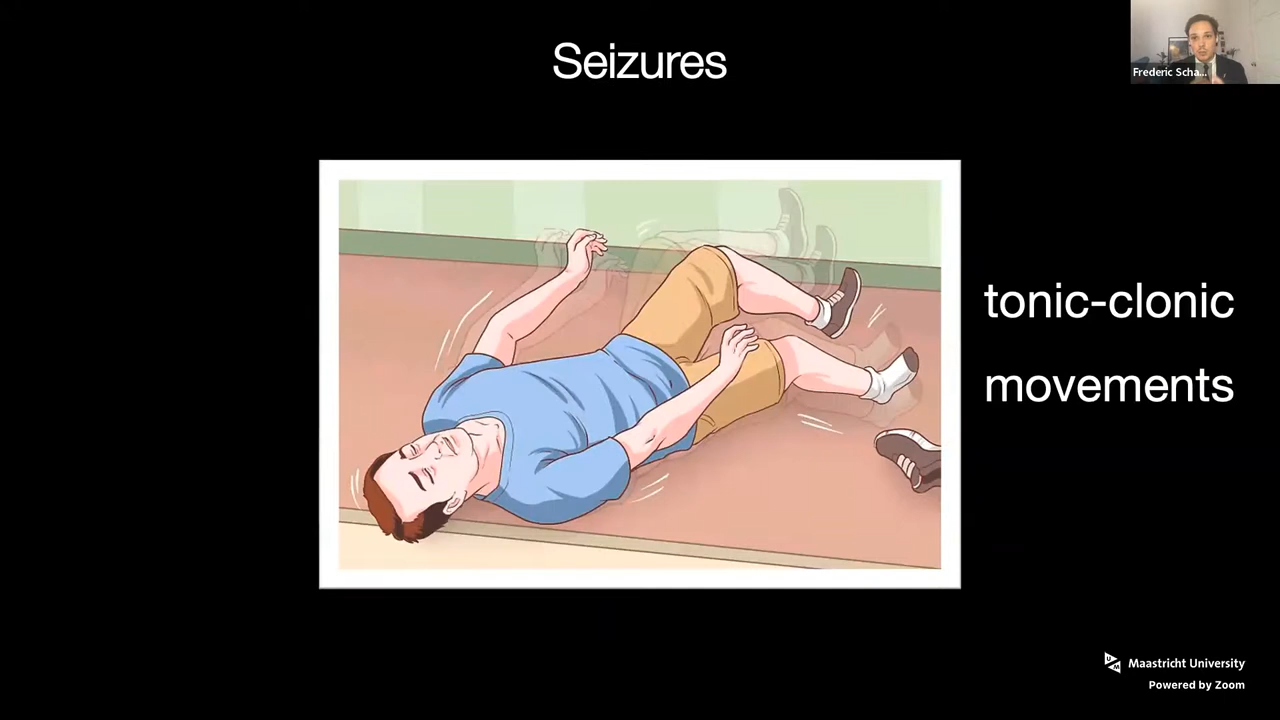 Seizures
Frederic Scha...
tonic-clonic
movements
Maastricht University
Powered by Zoom